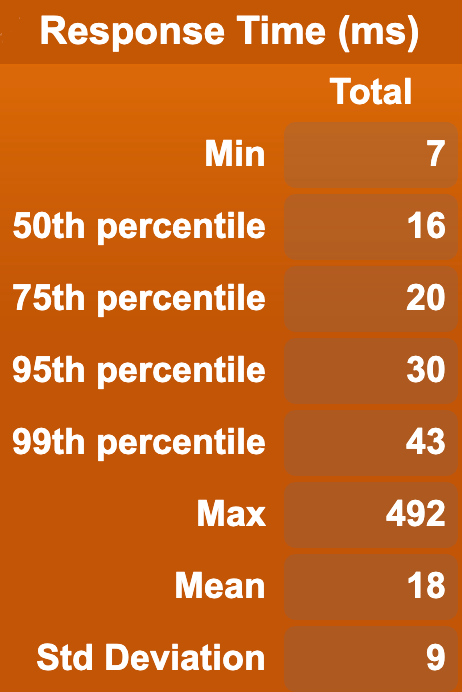 Response Time (ms)
Total
Min 7
50th percentile 16
75th percentile 20
95th percentile 30
99th percentile 43
Max 492
Mean 18
Std Deviation 9